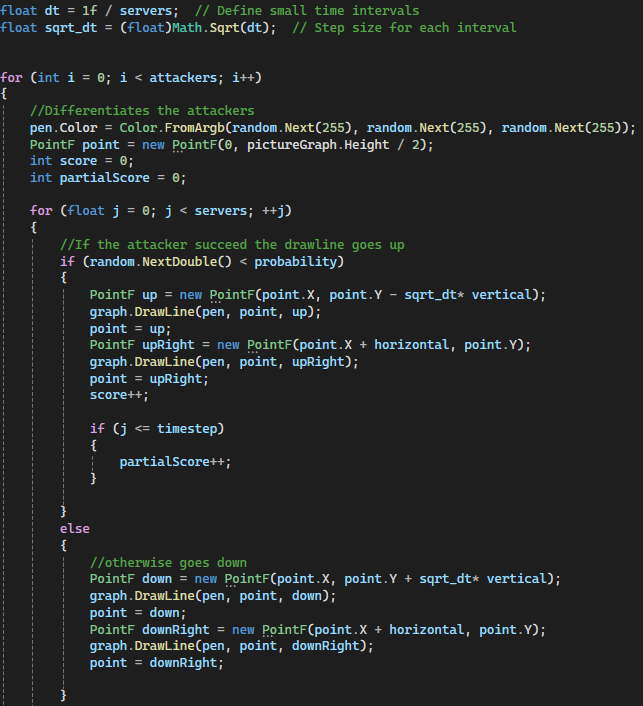 float dt = 1f / servers;  // Define small time intervals
float sqrt_dt = (float)Math.Sqrt(dt);  // Step size for each interval
for (int i = 0; i < attackers; i++)
{
//Differentiates the attackers
pen.Color = Color.FromArgb(random.Next(255), random.Next(255), random.Next(255));
PointF point = new PointF(0, pictureGraph.Height / 2);
int score = 0;
int partialScore = 0;
for (float j = 0; j < servers; ++j)
{
//If the attacker succeed the drawline goes up
if (random.NextDouble() < probability)
{
PointF up = new PointF(point.X, point.Y - sqrt_dt* vertical);
graph.DrawLine(pen, point, up);
point = up;
PointF upRight = new PointF(point.X + horizontal, point.Y);
graph.DrawLine(pen, point, upRight);
point = upRight;
score++;
if (j <= timestep)
{
partialScore++;
}
}
else
{
//otherwise goes down
PointF down = new PointF(point.X, point.Y + sqrt_dt* vertical);
graph.DrawLine(pen, point, down);
point = down;
PointF downRight = new PointF(point.X + horizontal, point.Y);
graph.DrawLine(pen, point, downRight);
point = downRight;
}